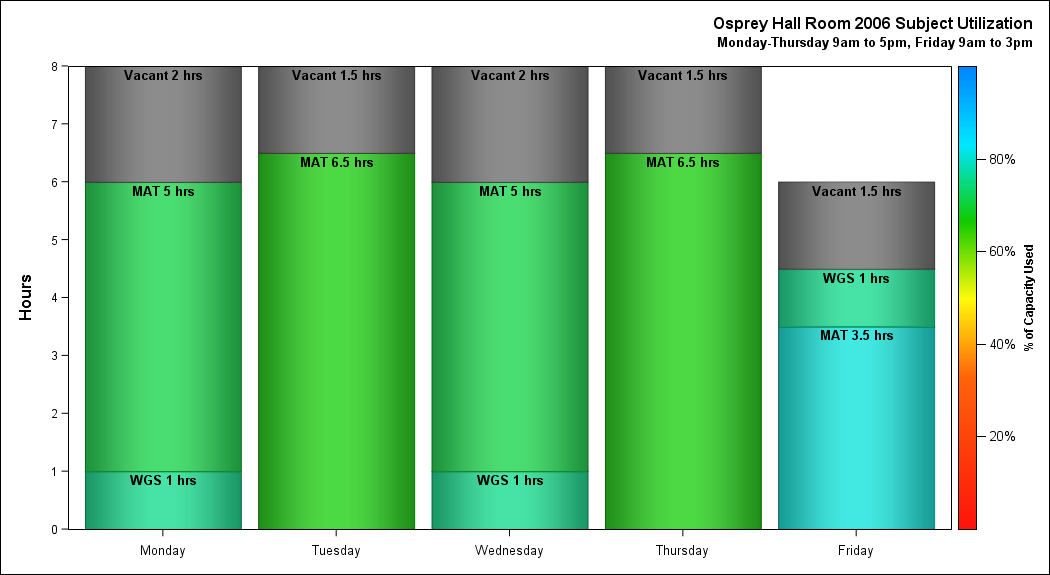 Osprey Hall Room 2006 Subject Utilization
Monday-Thursday 9am to 5pm, Friday 9am to 3pm
Hours
8
7
6
5
4
3
2
1
0
Vacant 2 hrs
MAT 5 hrs
WGS 1 hrs
Vacant 1.5 hrs
MAT 6.5 hrs
Vacant 2 hrs
MAT 5 hrs
WGS 1 hrs
Vacant 1.5 hrs
MAT 6.5 hrs
Vacant 1.5 hrs
WGS 1 hrs
MAT 3.5 hrs
Monday
Tuesday
Wednesday
Thursday
Friday
80%
60%
40%
20%
% of Capacity Used